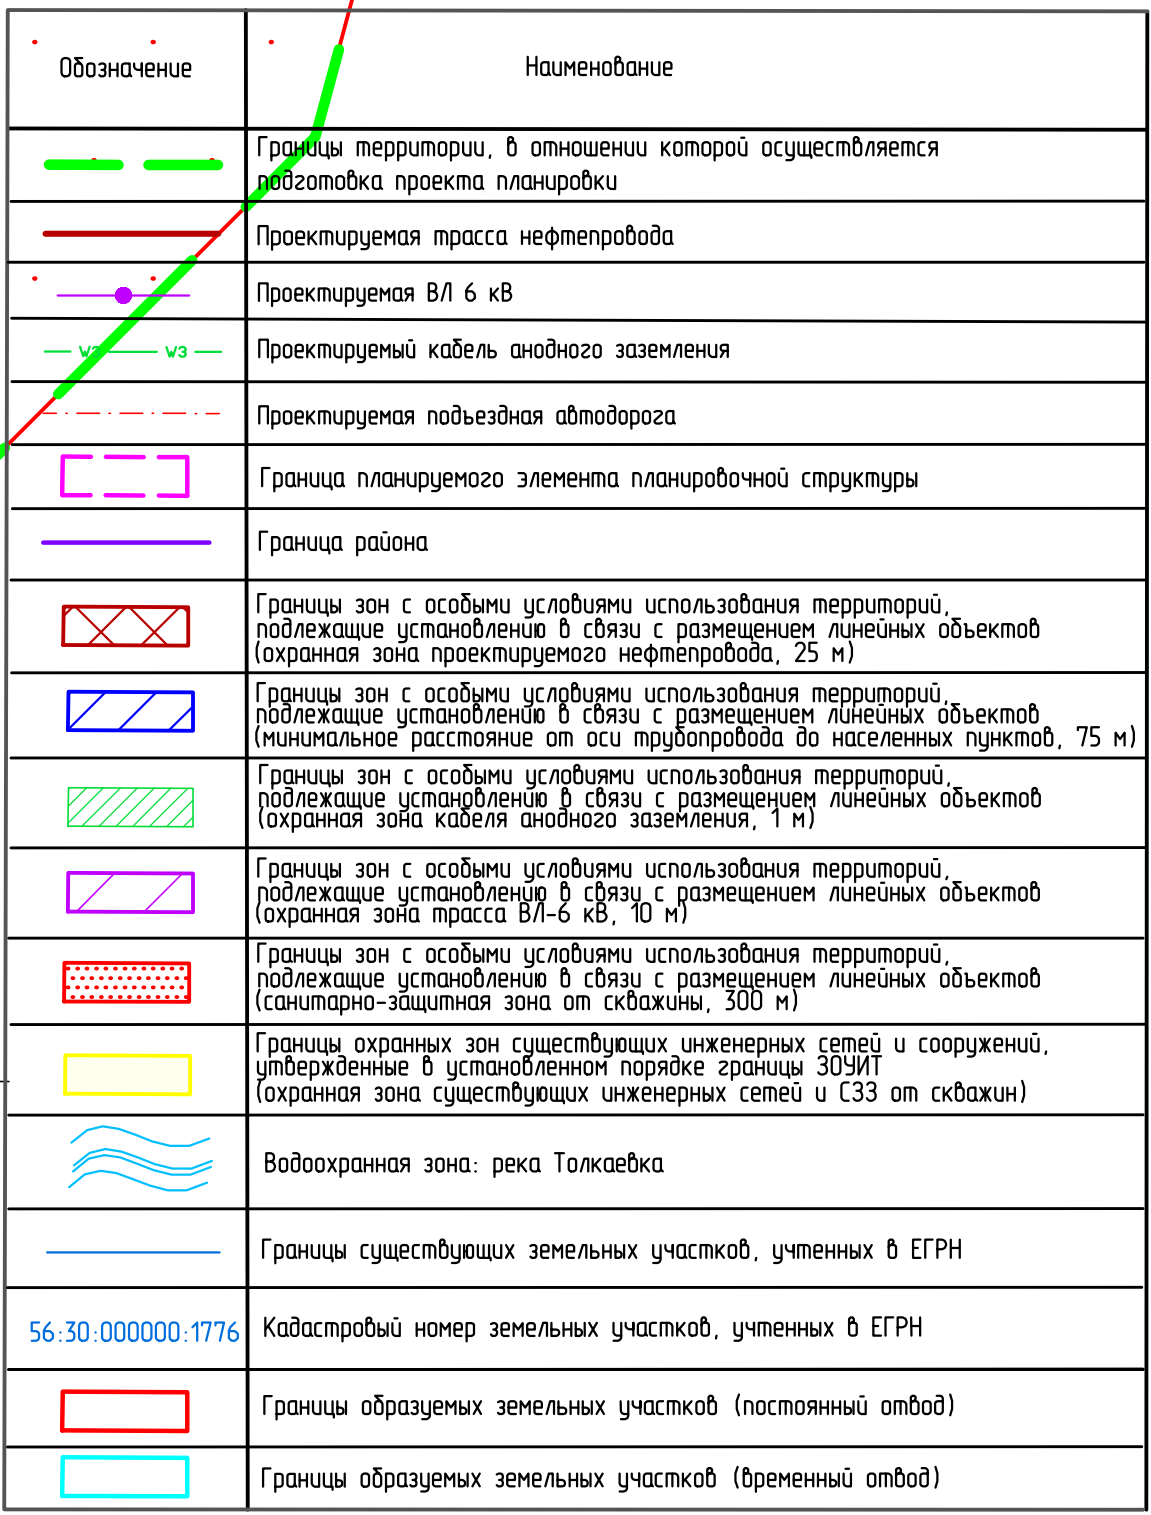 Обозначение
Наименование
Границы территории, в отношении которой осуществляется
подготовка проекта планировки
Проектируемая трасса нефтепровода
Проектируемая ВЛ 6 кВ
W3 W3
Проектируемый кабель анодного заземления
Проектируемая подъездная автодорога
Граница планируемого элемента планировочной структуры
Граница района
Границы зон с особыми условиями использования территорий,
подлежащие установлению в связи с размещением линейных объектов
(охранная зона проектируемого нефтепровода, 25 м)
Границы зон с особыми условиями использования территорий,
подлежащие установлению в связи с размещением линейных объектов
(минимальное расстояние от оси трубопровода до населенных пунктов, 75 м)
Границы зон с особыми условиями использования территорий,
подлежащие установлению в связи с размещением линейных объектов
(охранная зона кабеля анодного заземления, 1 м)
Границы зон с особыми условиями использования территорий,
подлежащие установлению в связи с размещением линейных объектов
(охранная зона трасса ВЛ-6 кВ, 10 м)
Границы зон с особыми условиями использования территорий,
подлежащие установлению в связи с размещением линейных объектов
(санитарно-защитная зона от скважины, 300 м)
Границы охранных зон существующих инженерных сетей и сооружений,
утвержденные в установленном порядке границы ЗОУИТ
(охранная зона существующих инженерных сетей и СЗЗ от скважин)
Водоохранная зона: река Толкаевка
Границы существующих земельных участков, учтенных в ЕГРН
56:30:000000:1776
Кадастровый номер земельных участков, учтенных в ЕГРН
Границы образуемых земельных участков (постоянный отвод)
Границы образуемых земельных участков (временный отвод)